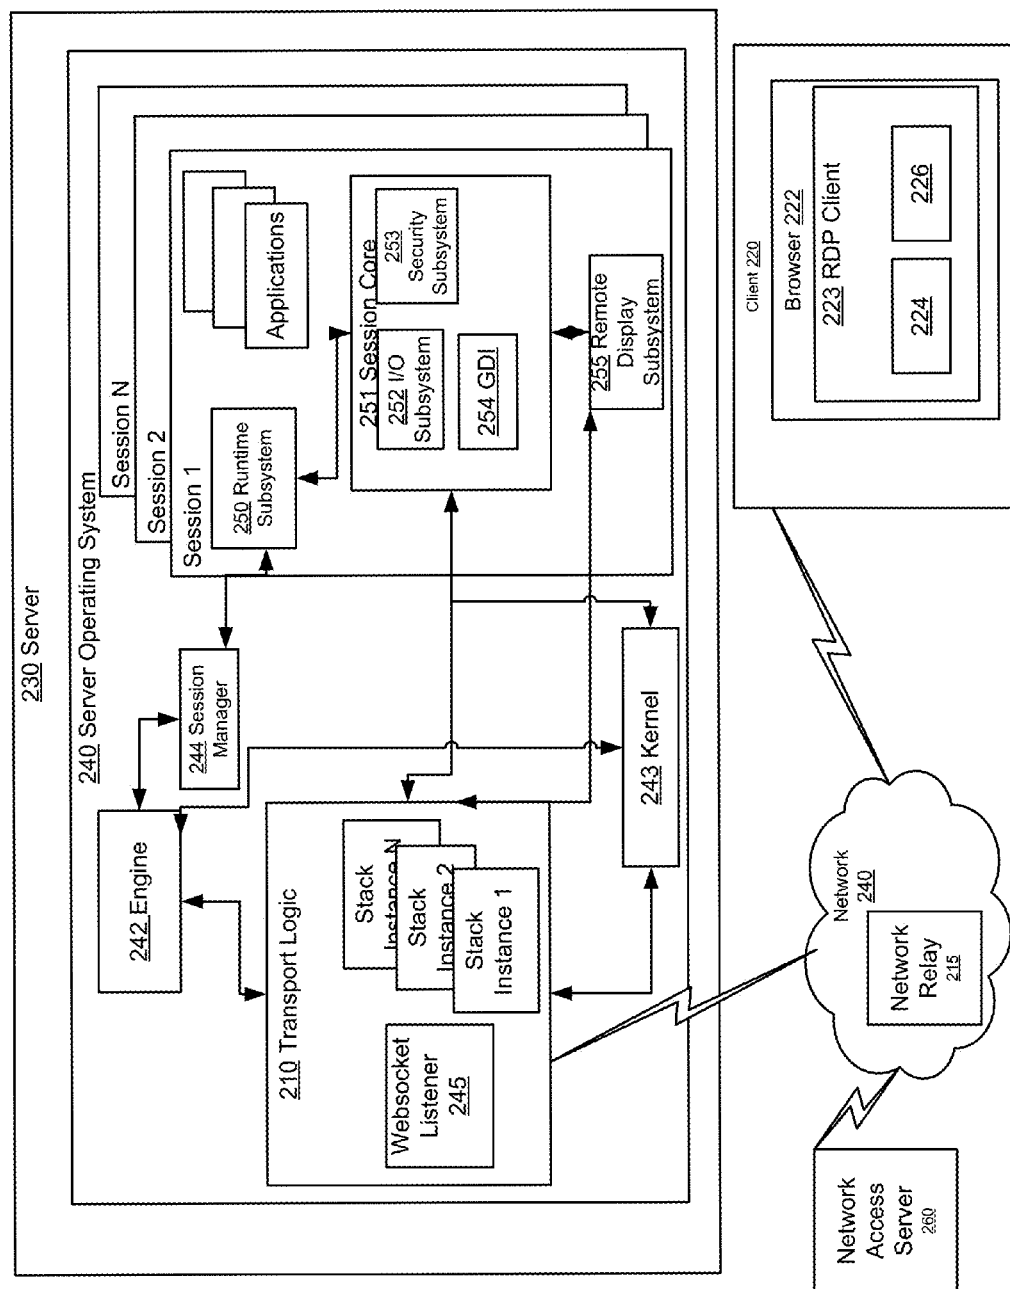 230 Server
240 Server Operating System
242 Engine
244 Session
Manager
Session N
Session 2
Session 1
250 Runtime
Subsystem
Applications
251 Session Core
252 I/O
Subsystem
253
Security
Subsystem
254 GDI
255 Remote
Display
Subsystem
210 Transport Logic
Websocket
Listener
245
Stack
Instance N
Stack
Instance 2
Stack
Instance 1
243 Kernel
Network
Access
Server
260
Network
240
Network
Relay
215
Client 220
Browser 222
223 RDP Client
224
226